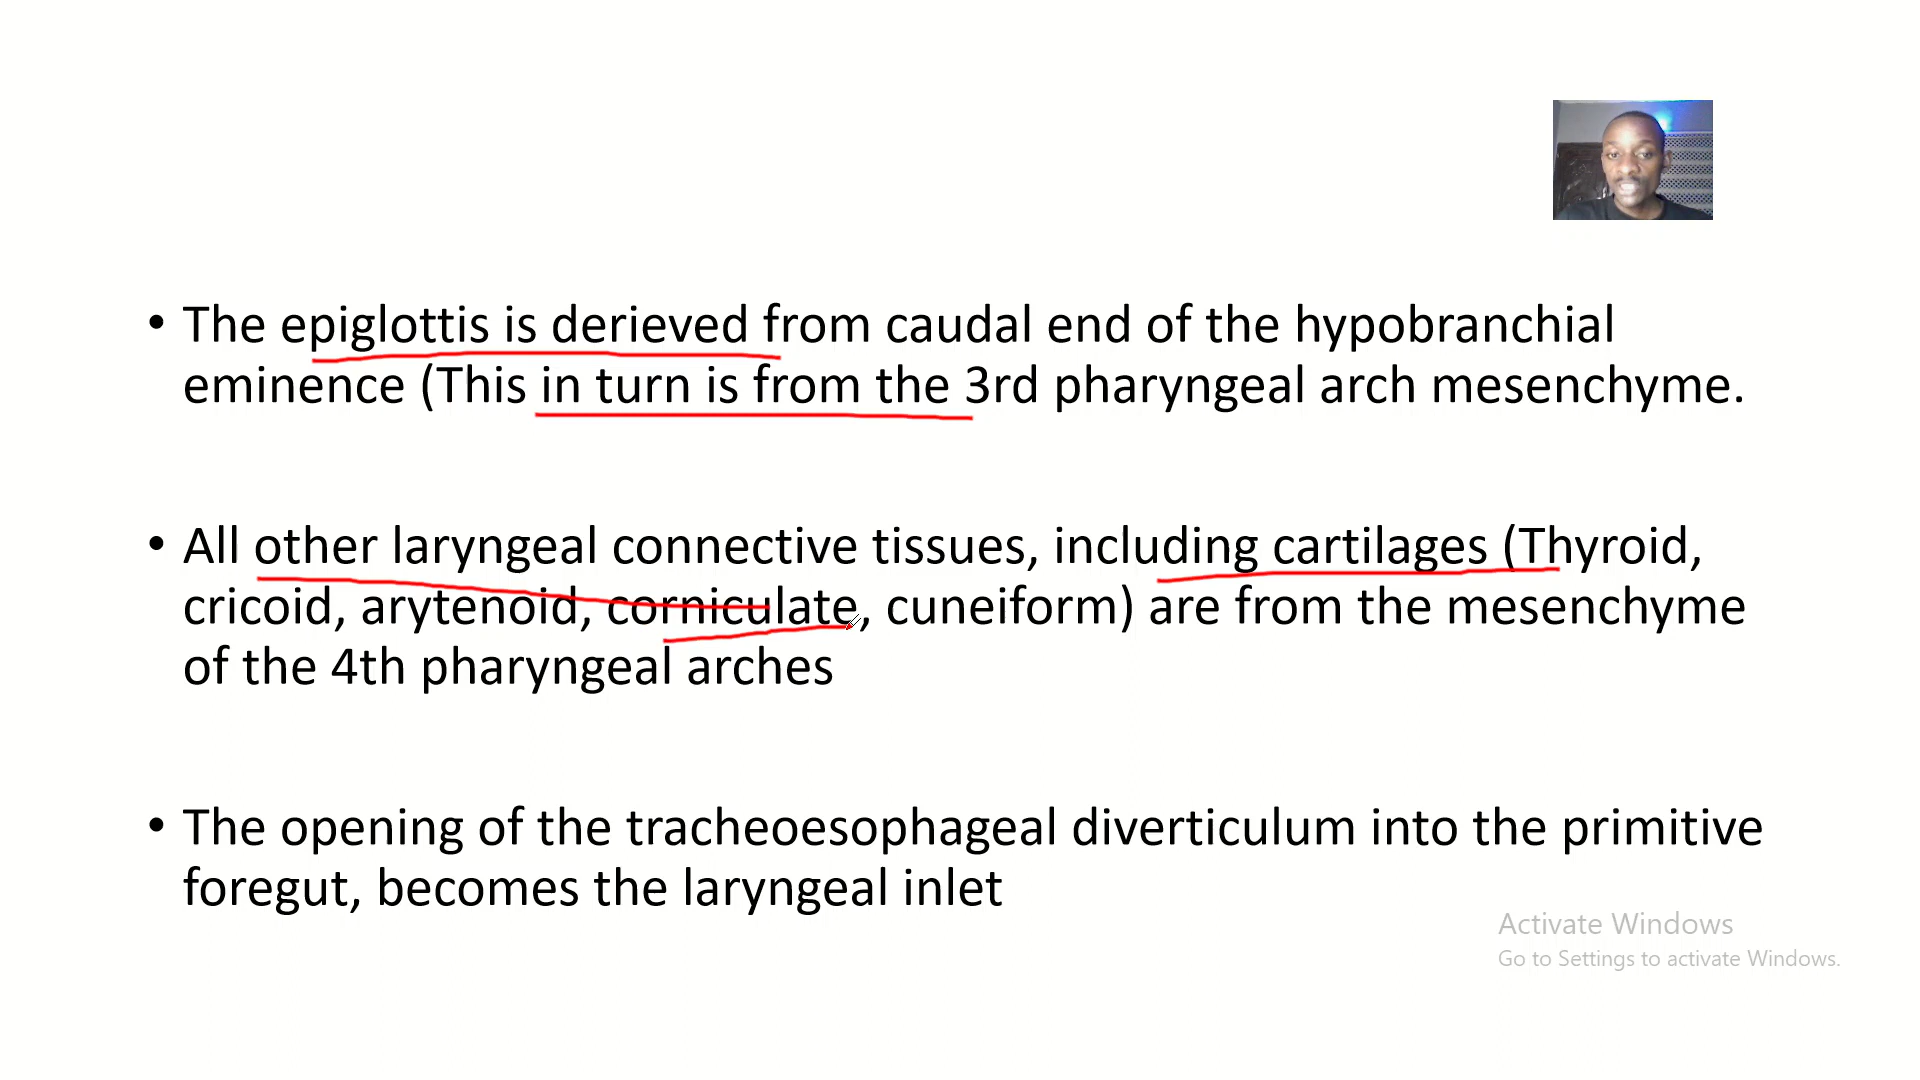 • The epiglottis is derieved from caudal end of the hypobranchial
eminence (This in turn is from the 3rd pharyngeal arch mesenchyme.
• All other laryngeal connective tissues, including cartilages (Thyroid,
cricoid, arytenoid, corniculate, cuneiform) are from the mesenchyme
of the 4th pharyngeal arches
• The opening of the tracheoesophageal diverticulum into the primitive
foregut, becomes the laryngeal inlet
Activate Windows
Go to Settings to activate Windows.